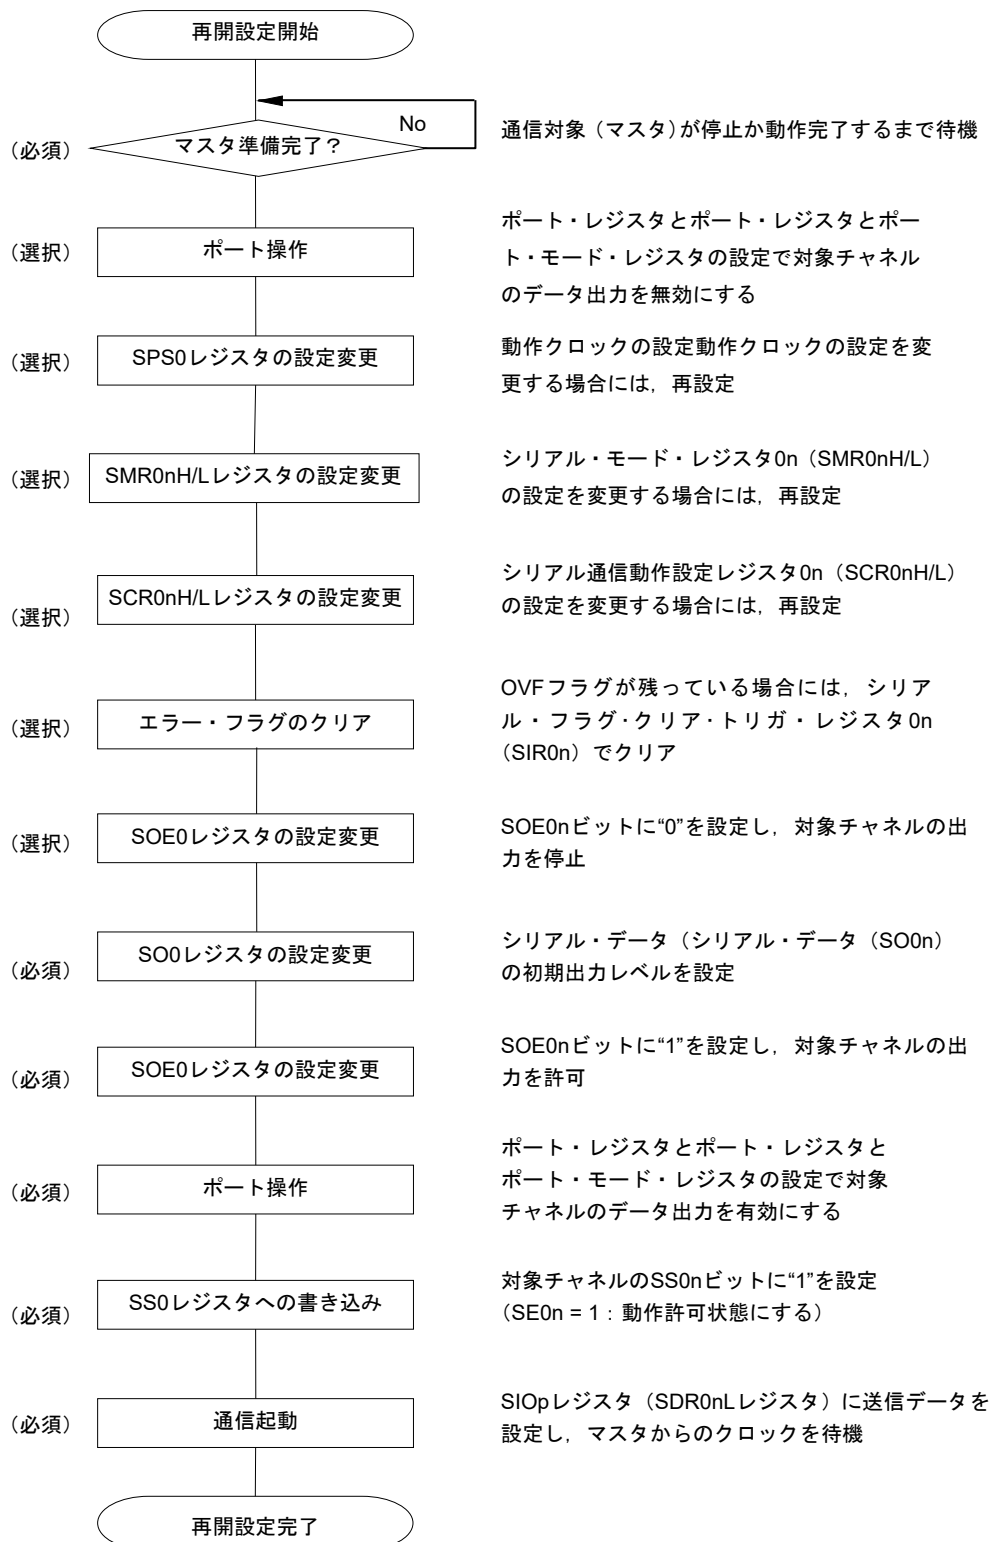 再開設定開始
No
マスタ準備完了？
(必須)
通信対象（マスタ）が停止か動作完了するまで待機
(選択)
ポート操作
ポート・レジスタとポート・レジスタとポー
ト・モード・レジスタの設定で対象チャネル
のデータ出力を無効にする
(選択)
SPS0レジスタの設定変更
動作クロックの設定動作クロックの設定を変
更する場合には，再設定
(選択)
SMR0nH/Lレジスタの設定変更
シリアル・モード・レジスタ0n（SMR0nH/L）
の設定を変更する場合には，再設定
(選択)
SCR0nH/Lレジスタの設定変更
シリアル通信動作設定レジスタ0n（SCR0nH/L）
の設定を変更する場合には，再設定
(選択)
エラー・フラグのクリア
OVFフラグが残っている場合には，シリア
ル・フラグ・クリア・トリガ・レジスタ0n
（SIR0n）でクリア
(選択)
SOE0レジスタの設定変更
SOE0nビットに“0”を設定し，対象チャネルの出
力を停止
(必須)
SO0レジスタの設定変更
シリアル・データ（シリアル・データ（SO0n）
の初期出力レベルを設定
(必須)
SOE0レジスタの設定変更
SOE0nビットに“1”を設定し，対象チャネルの出
力を許可
(必須)
ポート操作
ポート・レジスタとポート・レジスタと
ポート・モード・レジスタの設定で対象
チャネルのデータ出力を有効にする
(必須)
SS0レジスタへの書き込み
対象チャネルのSS0nビットに“1”を設定
（SE0n = 1：動作許可状態にする）
(必須)
通信起動
SIOpレジスタ（SDR0nLレジスタ）に送信データを
設定し，マスタからのクロックを待機
再開設定完了